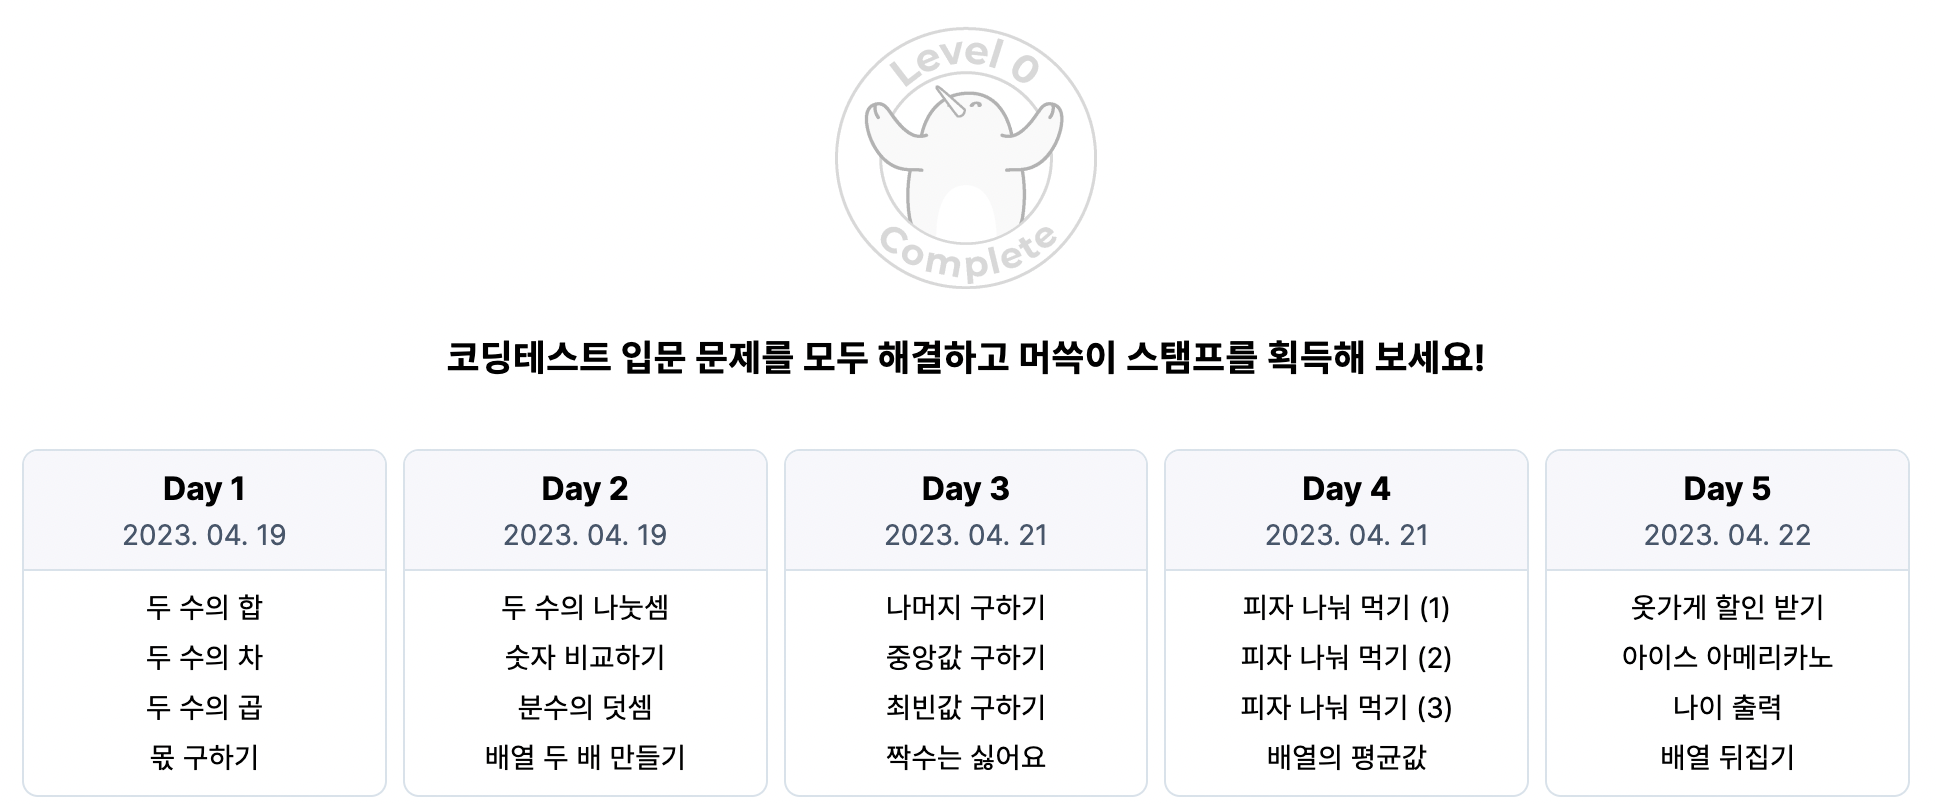 Level 0
Complete
코딩테스트 입문 문제를 모두 해결하고 머쓱이 스탬프를 획득해 보세요!
Day 1
2023. 04. 19
두 수의 합
두 수의 차
두 수의 곱
몫 구하기
Day 2
2023. 04. 19
두 수의 나눗셈
숫자 비교하기
분수의 덧셈
배열 두 배 만들기
Day 3
2023. 04. 21
나머지 구하기
중앙값 구하기
최빈값 구하기
짝수는 싫어요
Day 4
2023. 04. 21
피자 나눠 먹기 (1)
피자 나눠 먹기 (2)
피자 나눠 먹기 (3)
배열의 평균값
Day 5
2023. 04. 22
옷가게 할인 받기
아이스 아메리카노
나이 출력
배열 뒤집기